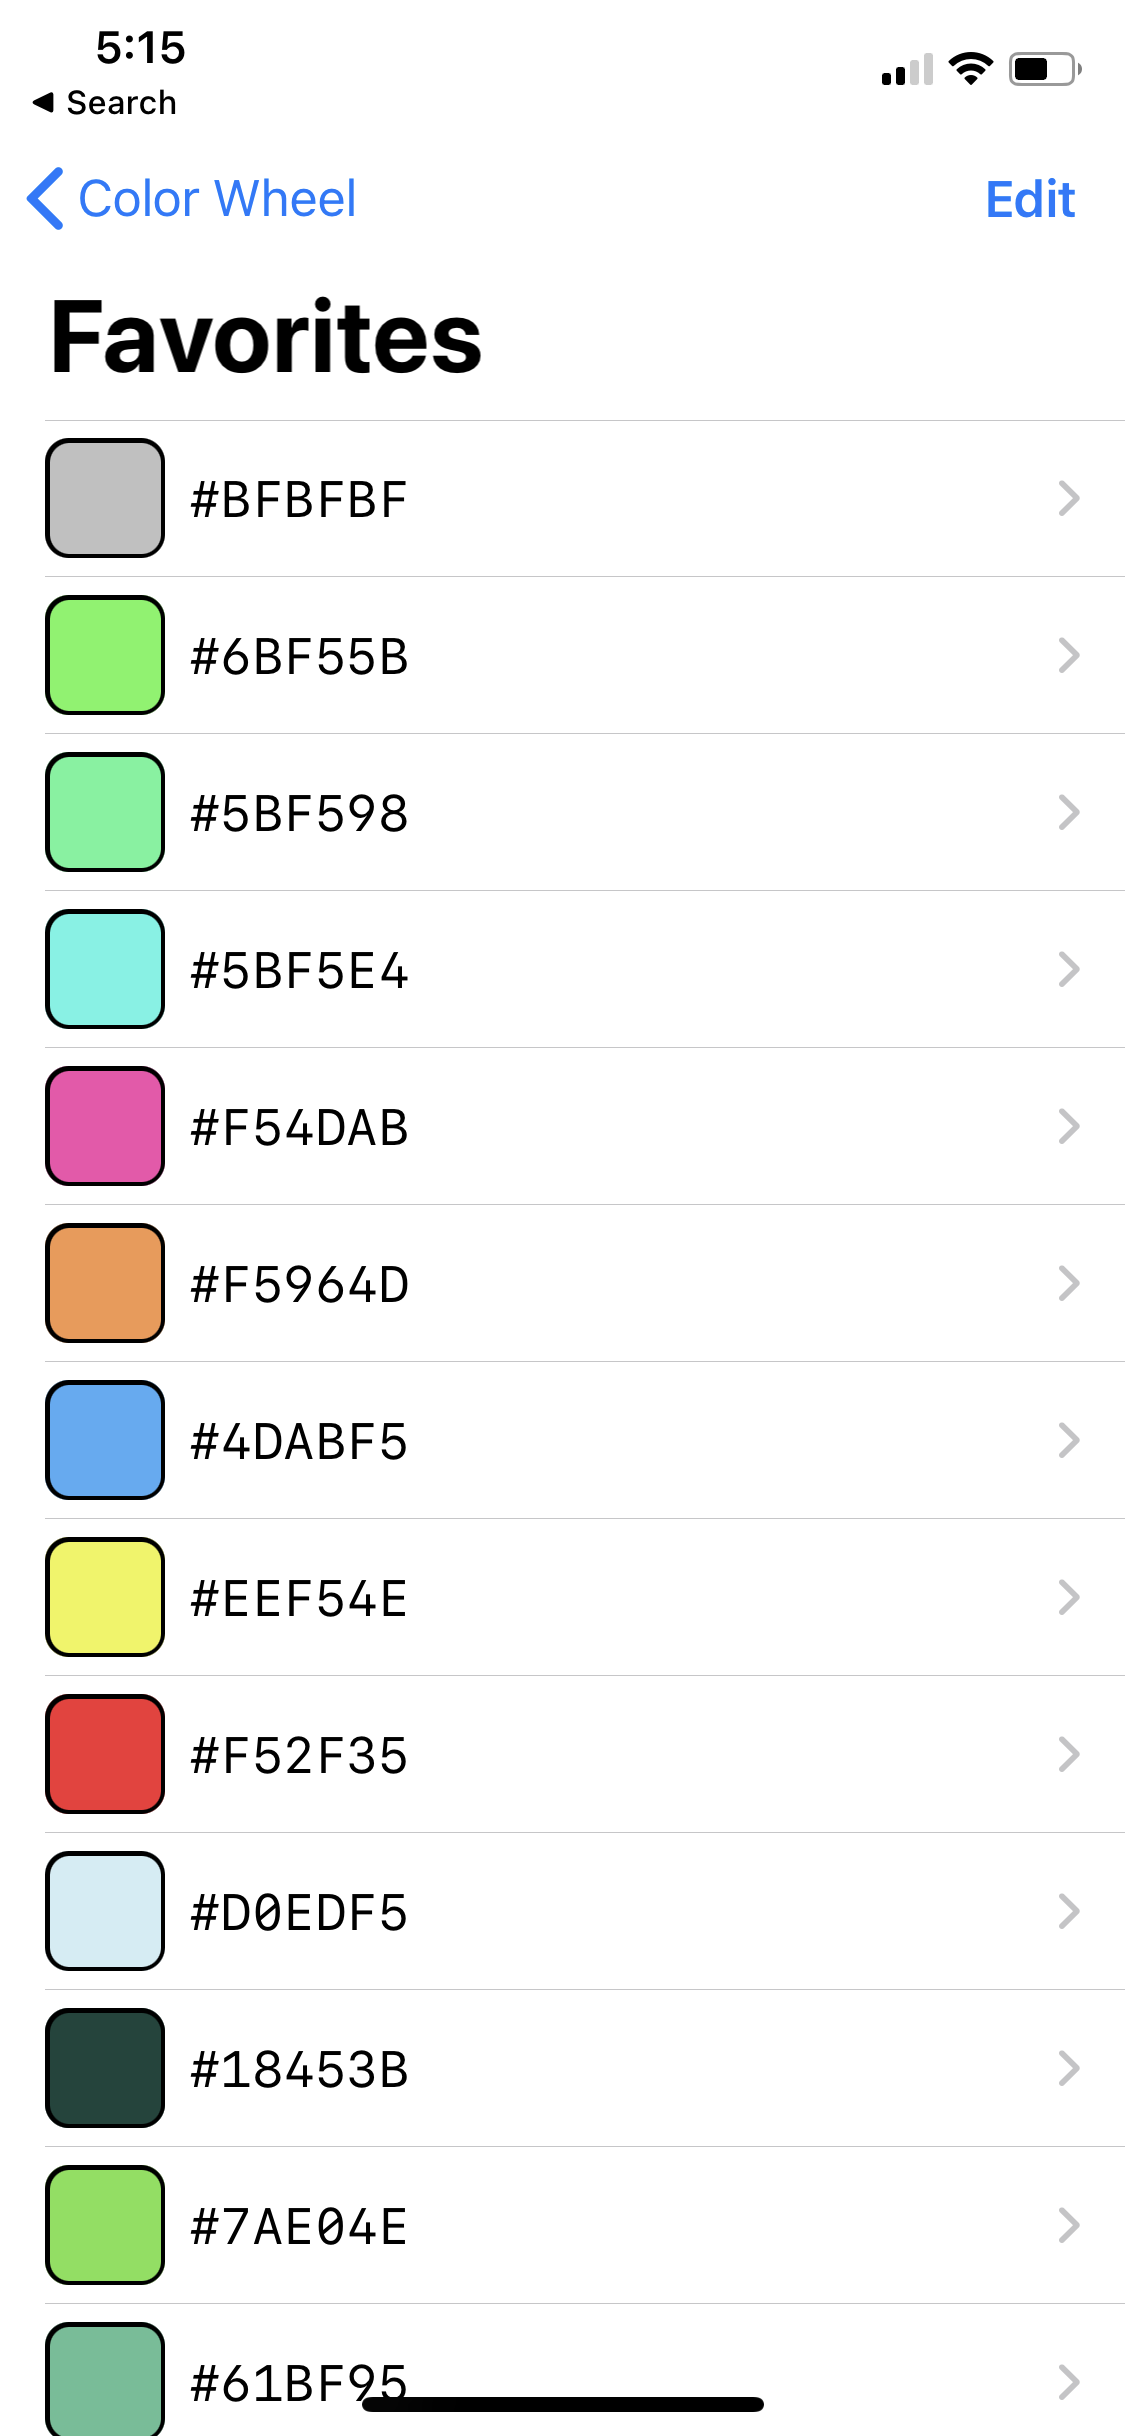 5:15
Search
Color Wheel
Edit
Favorites
#BFBFBF
#6BF55B
#5BF598
#5BF5E4
#F54DAB
#F5964D
#4DABF5
#EEF54E
#F52F35
#D0EDF5
#18453B
#7AE04E
#61BF95